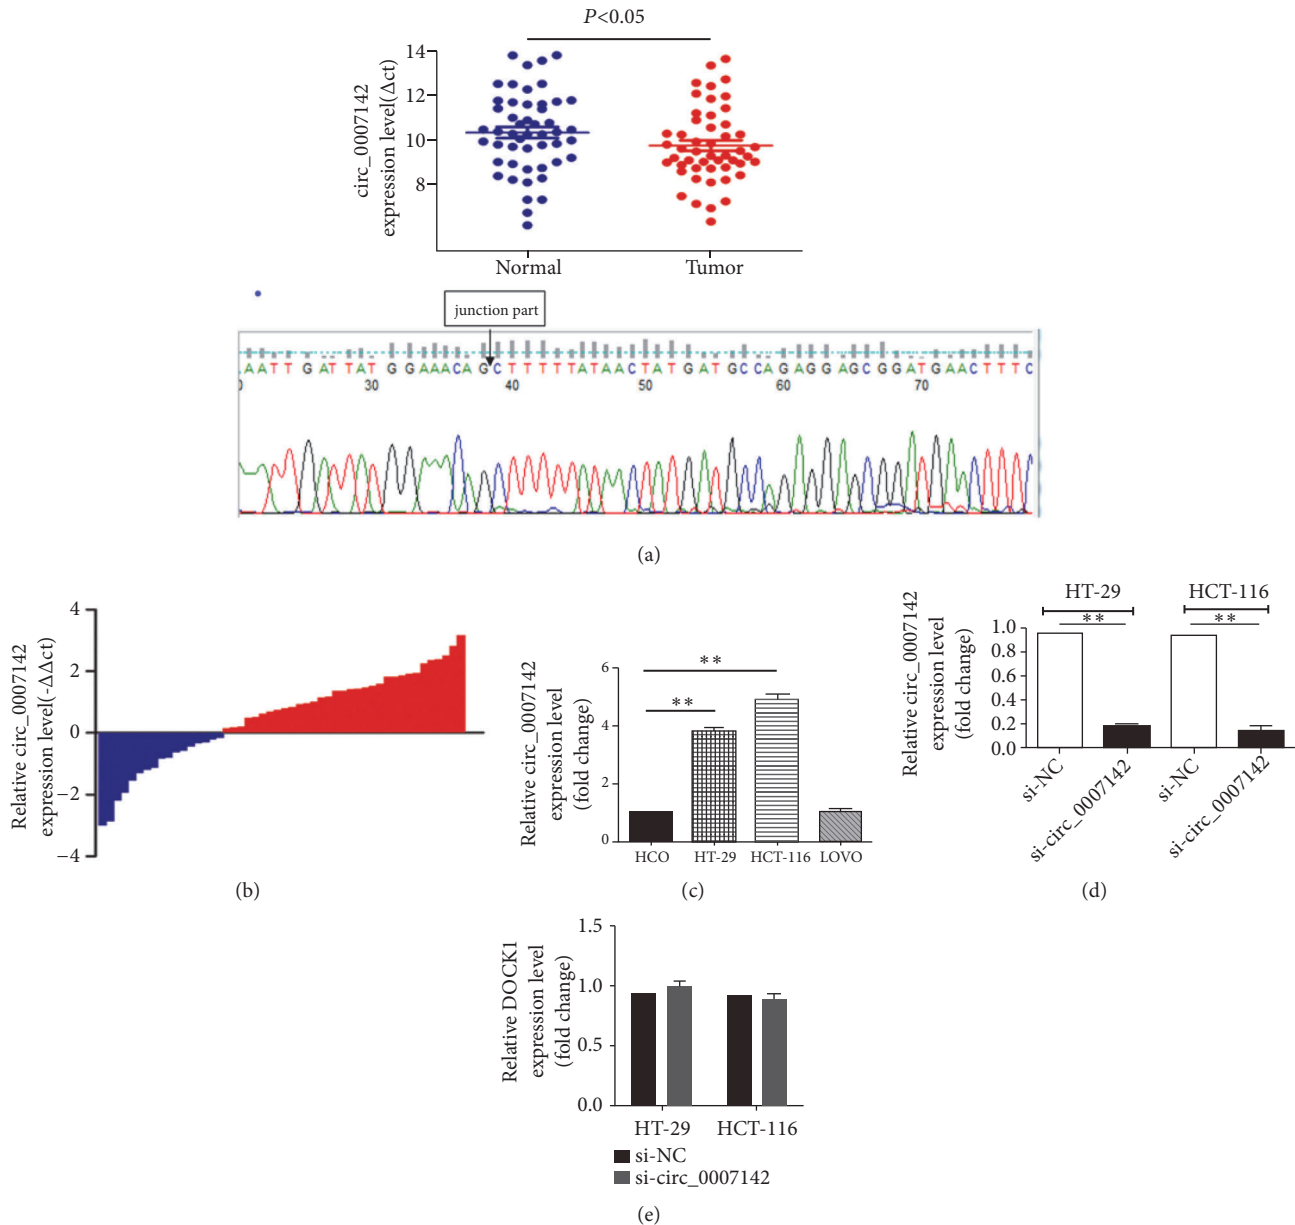 P<0.05
circ_0007142
expression level(Δct)
14
12
10
8
Normal Tumor
junction part
AATTGATTATGGAAACAGCTTTTTATAACTATGATGCCAGAGGAGCGGATGAACTTTC
30 40 50 60 70
(a)
Relative circ_0007142
expression level(-ΔΔct)
4
2
0
−2
−4
(b)
Relative circ_0007142
expression level
(fold change)
6
4
2
0
**
**
HCO HT-29 HCT-116 LOVO
(c)
Relative circ_0007142
expression level
(fold change)
HT-29 HCT-116
** **
1.0
0.8
0.6
0.4
0.2
0.0
si-NC
si-circ_0007142
si-NC
si-circ_0007142
(d)
Relative DOCK1
expression level
(fold change)
1.5
1.0
0.5
0.0
HT-29 HCT-116
si-NC
si-circ_0007142
(e)